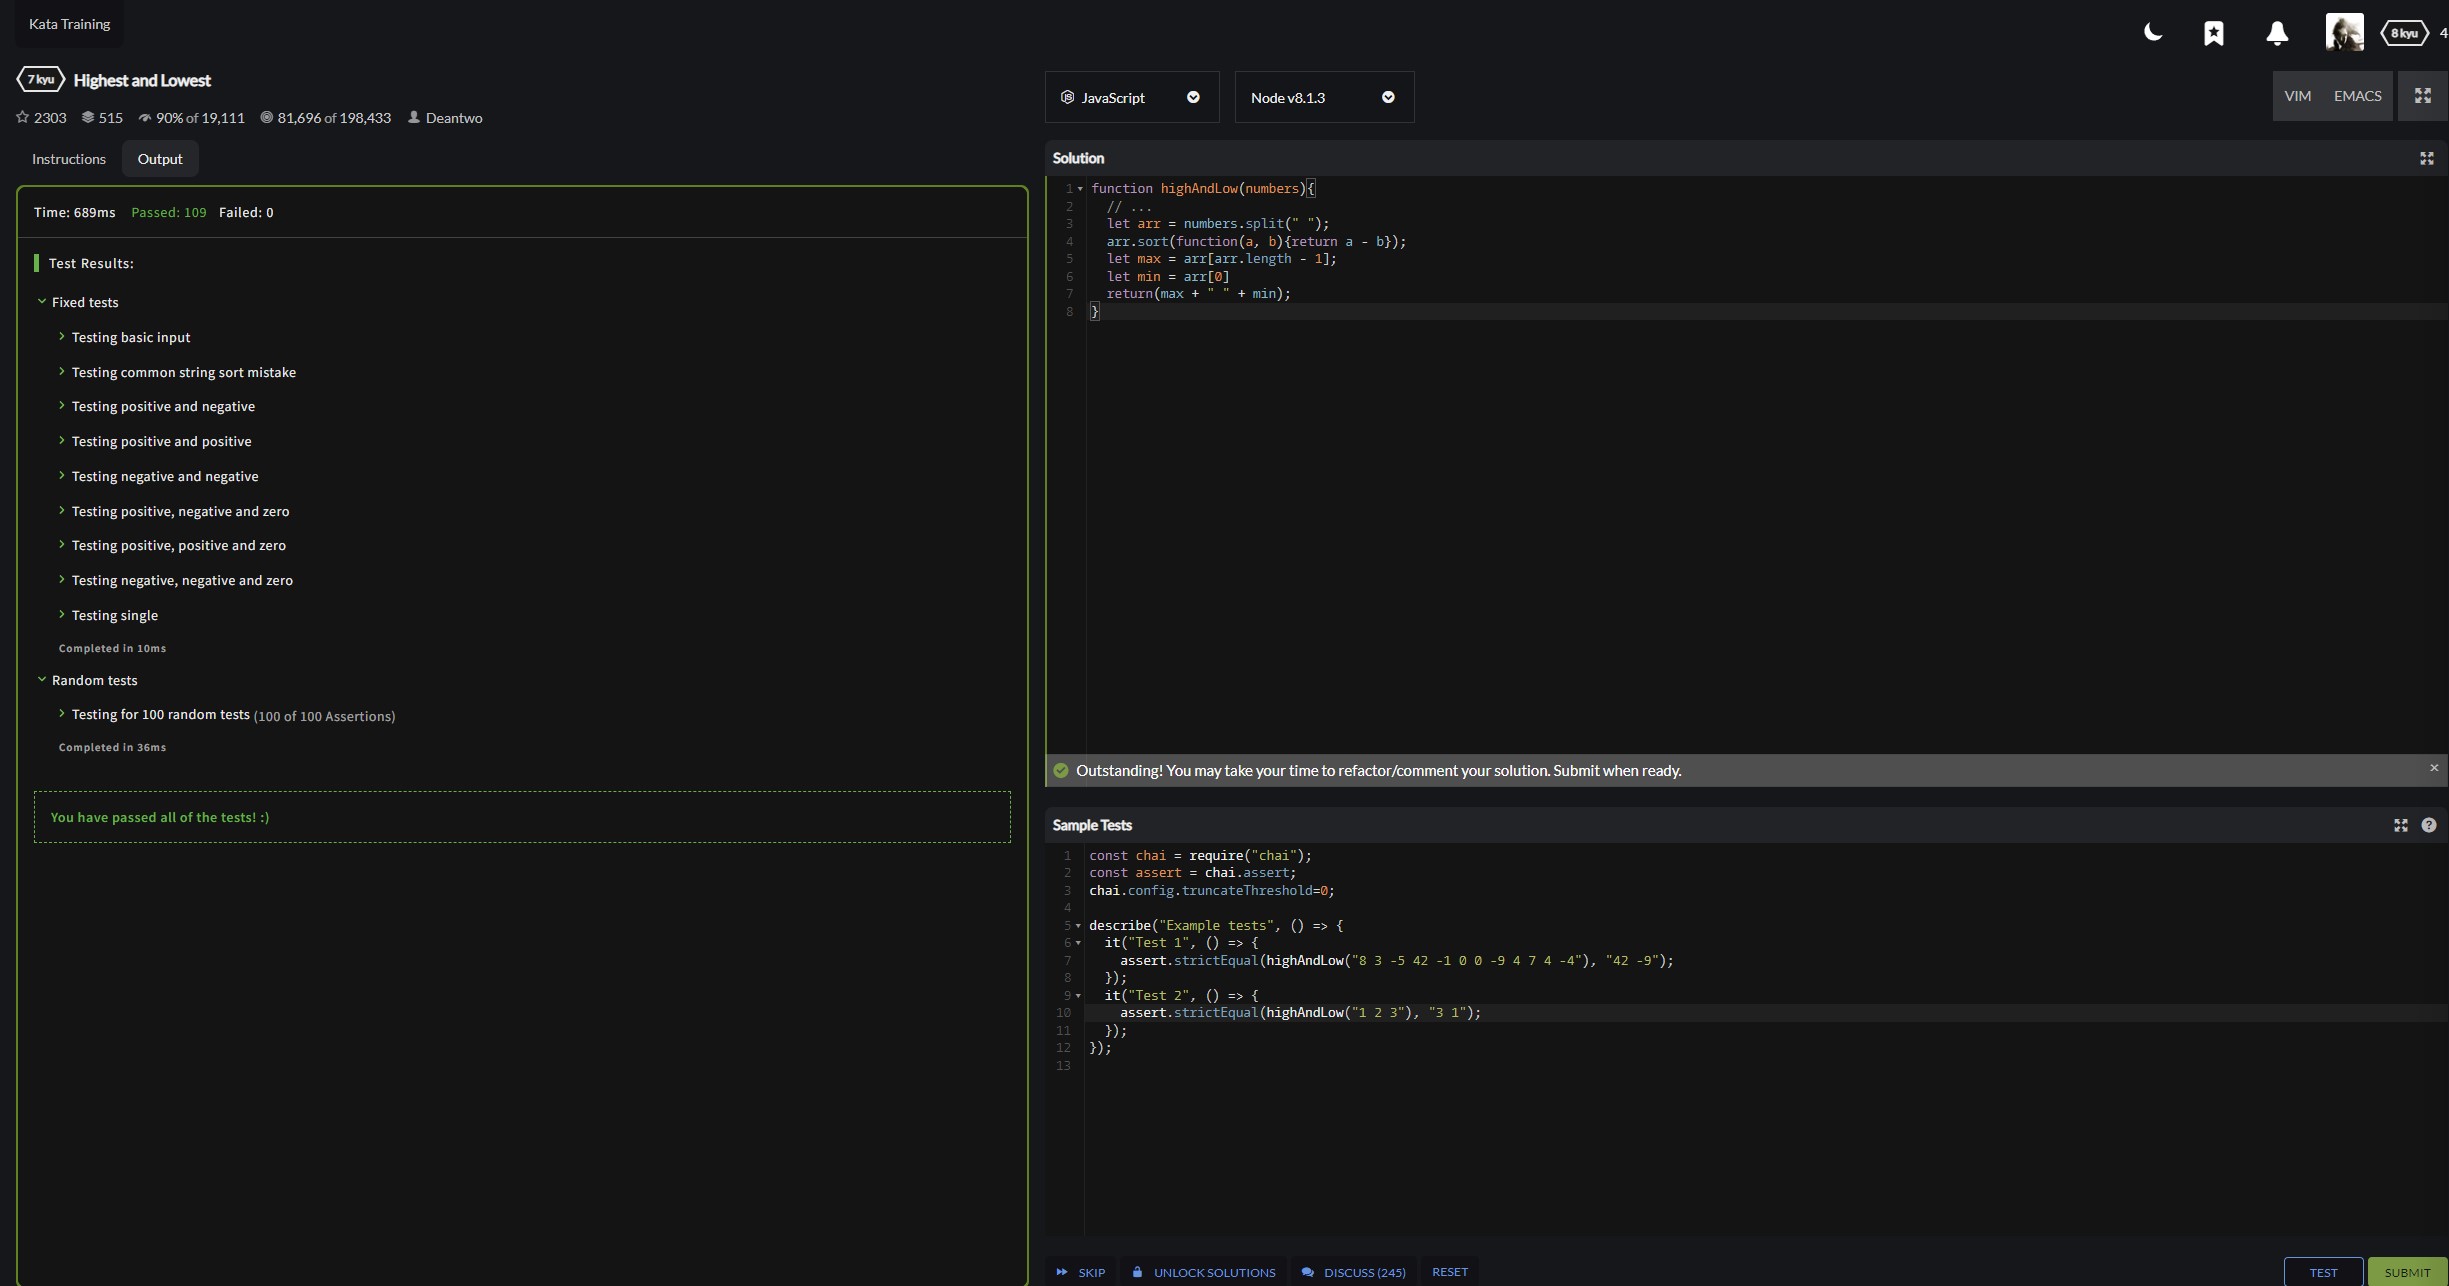 Kata Training
8 kyu
4
7 kyu Highest and Lowest
2303 515 90% of 19,111 81,696 of 198,433 Deantwo
Instructions Output
Time: 689ms Passed: 109 Failed: 0
Test Results:
Fixed tests
Testing basic input
Testing common string sort mistake
Testing positive and negative
Testing positive and positive
Testing negative and negative
Testing positive, negative and zero
Testing positive, positive and zero
Testing negative, negative and zero
Testing single
Completed in 10ms
Random tests
Testing for 100 random tests (100 of 100 Assertions)
Completed in 36ms
You have passed all of the tests! :)
JavaScript Node v8.1.3 VIM EMACS
Solution
1 function highAndLow(numbers){
2 // ...
3 let arr = numbers.split(" ");
4 arr.sort(function(a, b){return a - b});
5 let max = arr[arr.length - 1];
6 let min = arr[0]
7 return(max + " " + min);
8 }
Outstanding! You may take your time to refactor/comment your solution. Submit when ready.
Sample Tests
1 const chai = require("chai");
2 const assert = chai.assert;
3 chai.config.truncateThreshold=0;
4
5 describe("Example tests", () => {
6 it("Test 1", () => {
7 assert.strictEqual(highAndLow("8 3 -5 42 -1 0 0 -9 4 7 4 -4"), "42 -9");
8 });
9 it("Test 2", () => {
10 assert.strictEqual(highAndLow("1 2 3"), "3 1");
11 });
12 });
13
SKIP UNLOCK SOLUTIONS DISCUSS (245) RESET TEST SUBMIT